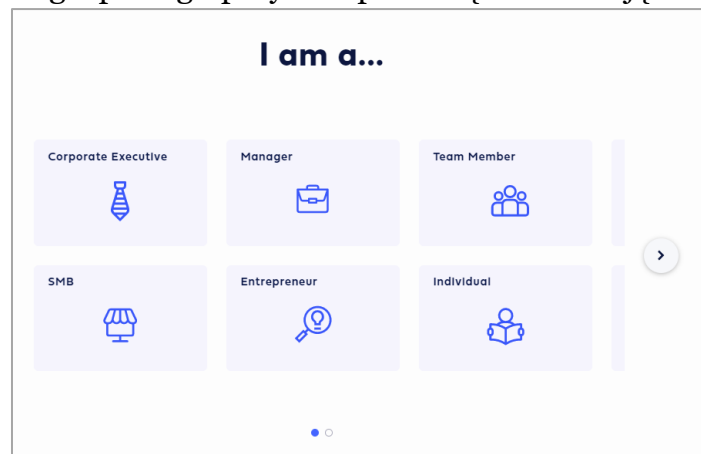 I am a...
Corporate Executive
Manager
Team Member
SMB
Entrepreneur
Individual